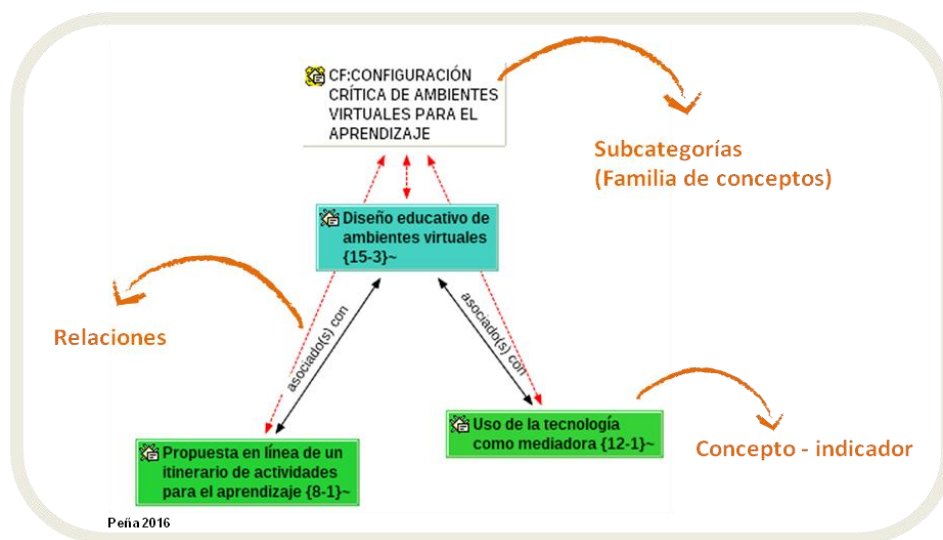 CF:CONFIGURACIÓN
CRÍTICA DE AMBIENTES
VIRTUALES PARA EL
APRENDIZAJE
Subcategorías
(Familia de conceptos)
Diseño educativo de
ambientes virtuales
{15-3}~
Relaciones
asociado(s) con
asociado(s) con
Uso de la tecnología
como mediadora {12-1}~
Concepto - indicador
Propuesta en línea de un
itinerario de actividades
para el aprendizaje {8-1}~
Peña 2016